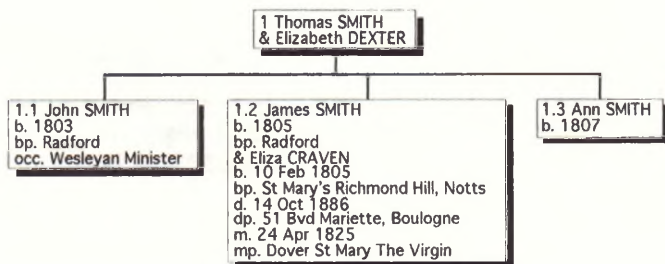 1 Thomas SMITH
& Elizabeth DEXTER
1.1 John SMITH
b. 1803
bp. Radford
occ. Wesleyan Minister
1.2 James SMITH
b. 1805
bp. Radford
& Eliza CRAVEN
b. 10 Feb 1805
bp. St Mary's Richmond Hill, Notts
d. 14 Oct 1886
dp. 51 Bvd Mariette, Boulogne
m. 24 Apr 1825
mp. Dover St Mary The Virgin
1.3 Ann SMITH
b. 1807